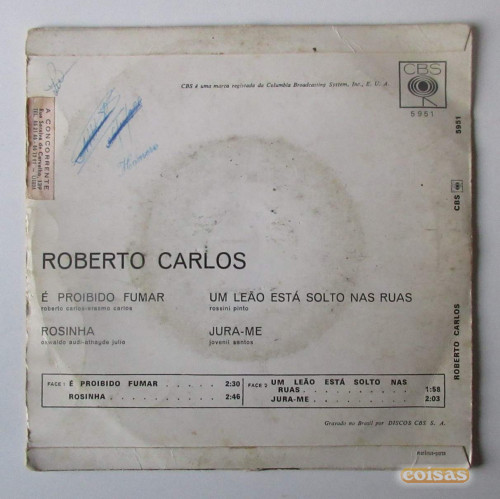 CBS é uma marca registrada da Columbia Broadcasting System, Inc., E. U. A.
CBS
5951
A CONCORRENTE
ROBERTO CARLOS
É PROIBIDO FUMAR
roberto carlos-erasmo carlos
UM LEÃO ESTÁ SOLTO NAS RUAS
rossini pinto
ROSINHA
oswaldo audi-athayde julio
JURA-ME
jovenil santos
FACE 1 É PROIBIDO FUMAR ..... 2:30
ROSINHA .......... 2:46
FACE 2 UM LEÃO ESTÁ SOLTO NAS
RUAS .......... 1:58
JURA-ME ......... 2:03
Gravado no Brasil por DISCOS CBS S. A.
ROBERTO CARLOS CBS 5951
coisas